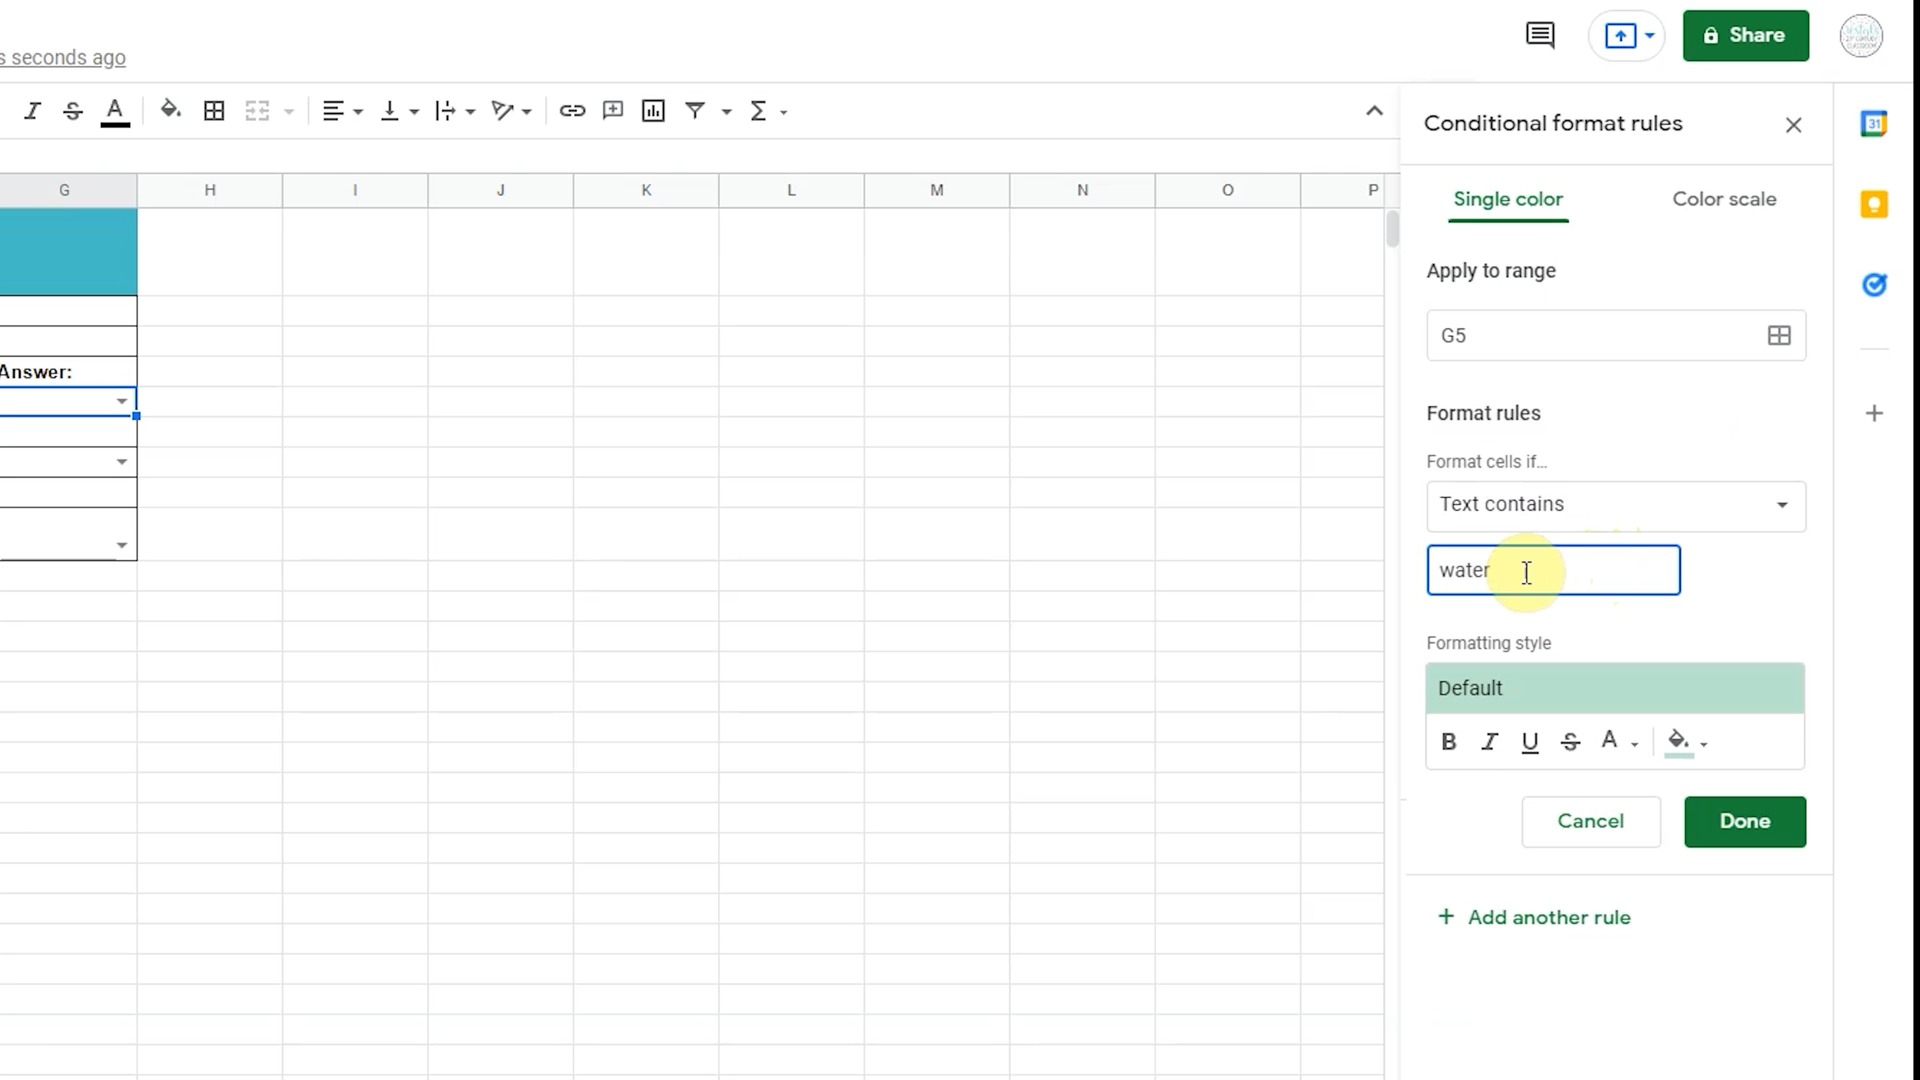 s seconds ago
Share
31
Conditional format rules
Single color
Color scale
G
H
I
J
K
L
M
N
O
P
Apply to range
G5
Answer:
Format rules
Format cells if...
Text contains
water
Formatting style
Default
B I U S A
Cancel
Done
+ Add another rule